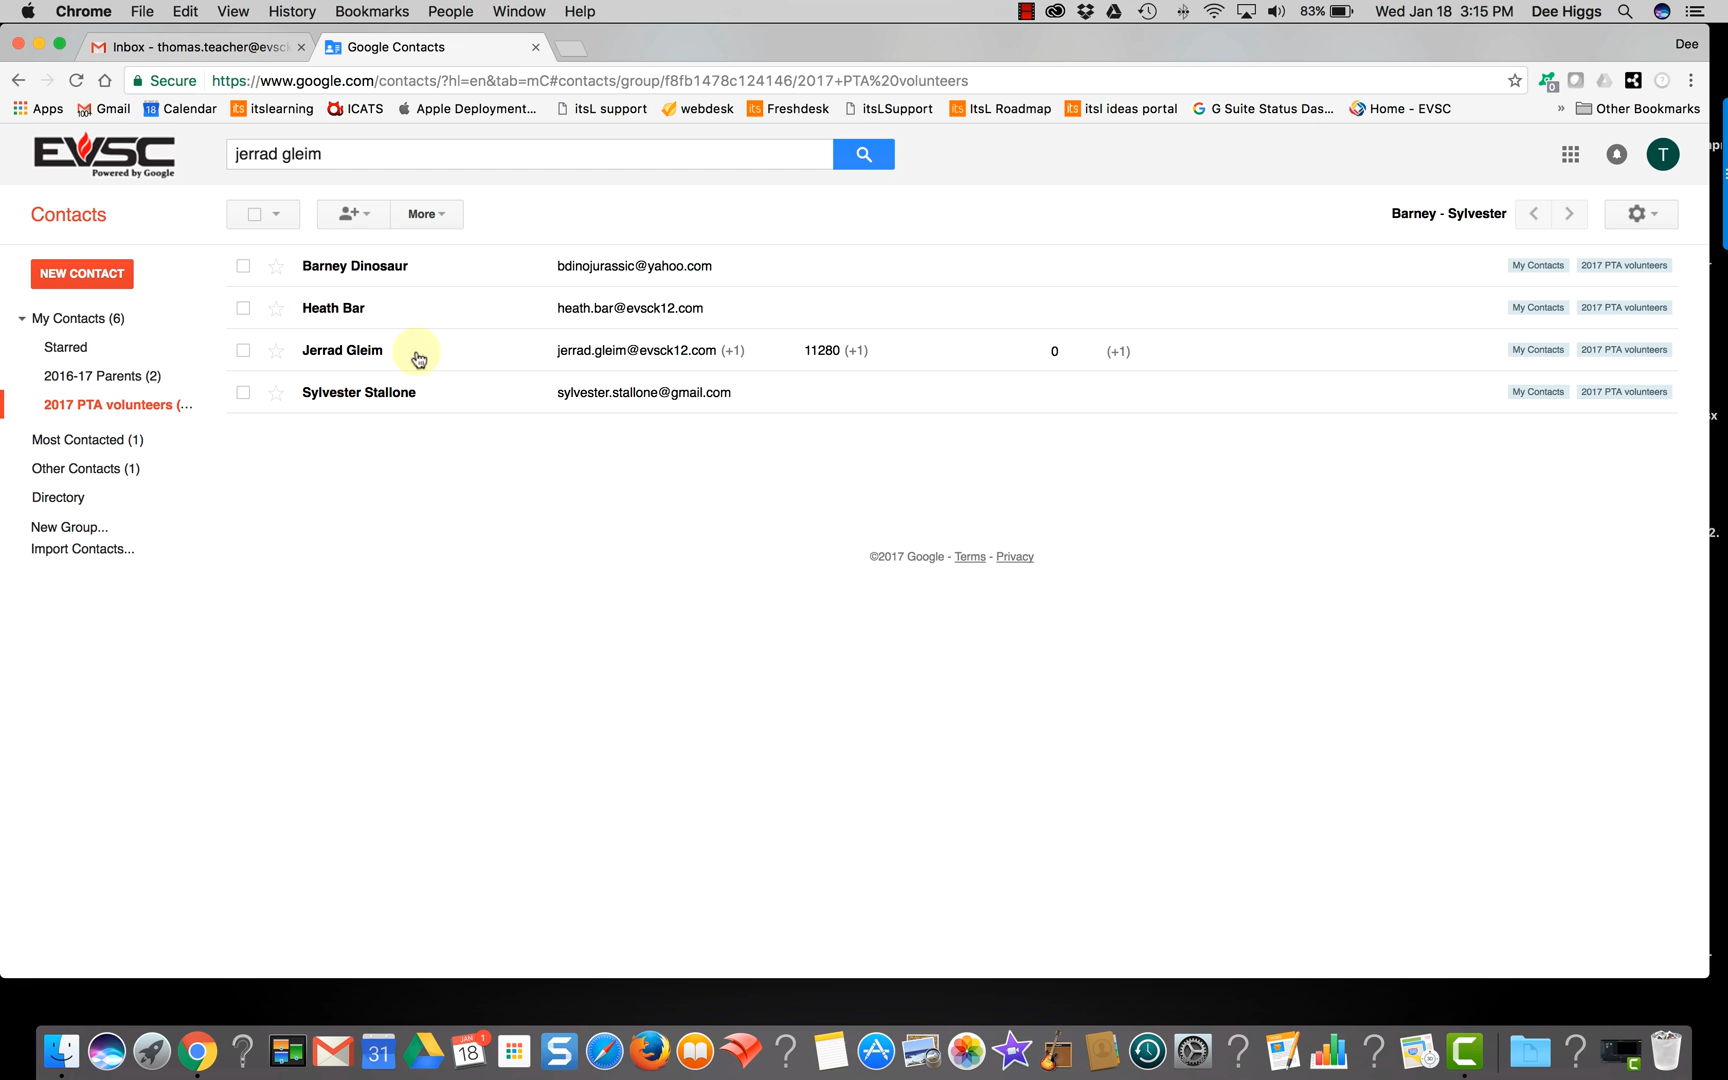 Chrome File Edit View History Bookmarks People Window Help 83% Wed Jan 18 3:15 PM Dee Higgs
Inbox - thomas.teacher@evsck Google Contacts Dee
Secure https://www.google.com/contacts/?hl=en&tab=mC#contacts/group/f8fb1478c124146/2017+PTA%20volunteers
Apps Gmail Calendar itslearning ICATS Apple Deployment... itsL support webdesk Freshdesk itsLSupport ItsL Roadmap itsl ideas portal G Suite Status Das... Home - EVSC » Other Bookmarks
EVSC
Powered by Google
jerrad gleim
T
Contacts
More
Barney - Sylvester
NEW CONTACT
My Contacts (6)
Starred
2016-17 Parents (2)
2017 PTA volunteers (...
Most Contacted (1)
Other Contacts (1)
Directory
New Group...
Import Contacts...
Barney Dinosaur bdinojurassic@yahoo.com My Contacts 2017 PTA volunteers
Heath Bar heath.bar@evsck12.com My Contacts 2017 PTA volunteers
Jerrad Gleim jerrad.gleim@evsck12.com (+1) 11280 (+1) 0 (+1) My Contacts 2017 PTA volunteers
Sylvester Stallone sylvester.stallone@gmail.com My Contacts 2017 PTA volunteers
©2017 Google - Terms - Privacy